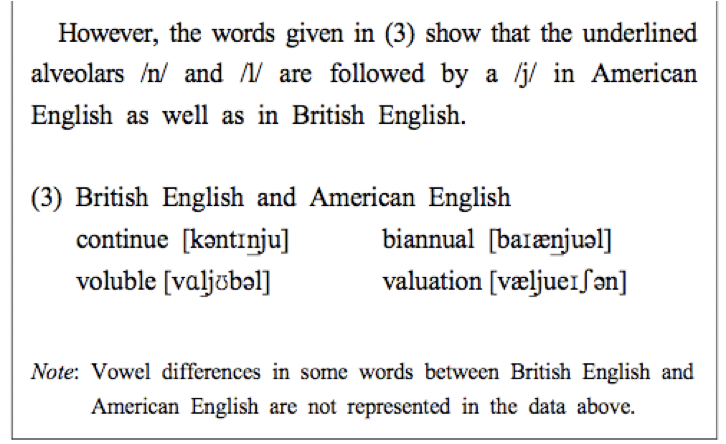 However, the words given in (3) show that the underlined
alveolars /n/ and /l/ are followed by a /j/ in American
English as well as in British English.
(3) British English and American English
continue [kəntɪnju] biannual [baɪænjuəl]
voluble [vɑljʊbəl] valuation [væljueɪʃən]
Note: Vowel differences in some words between British English and
American English are not represented in the data above.